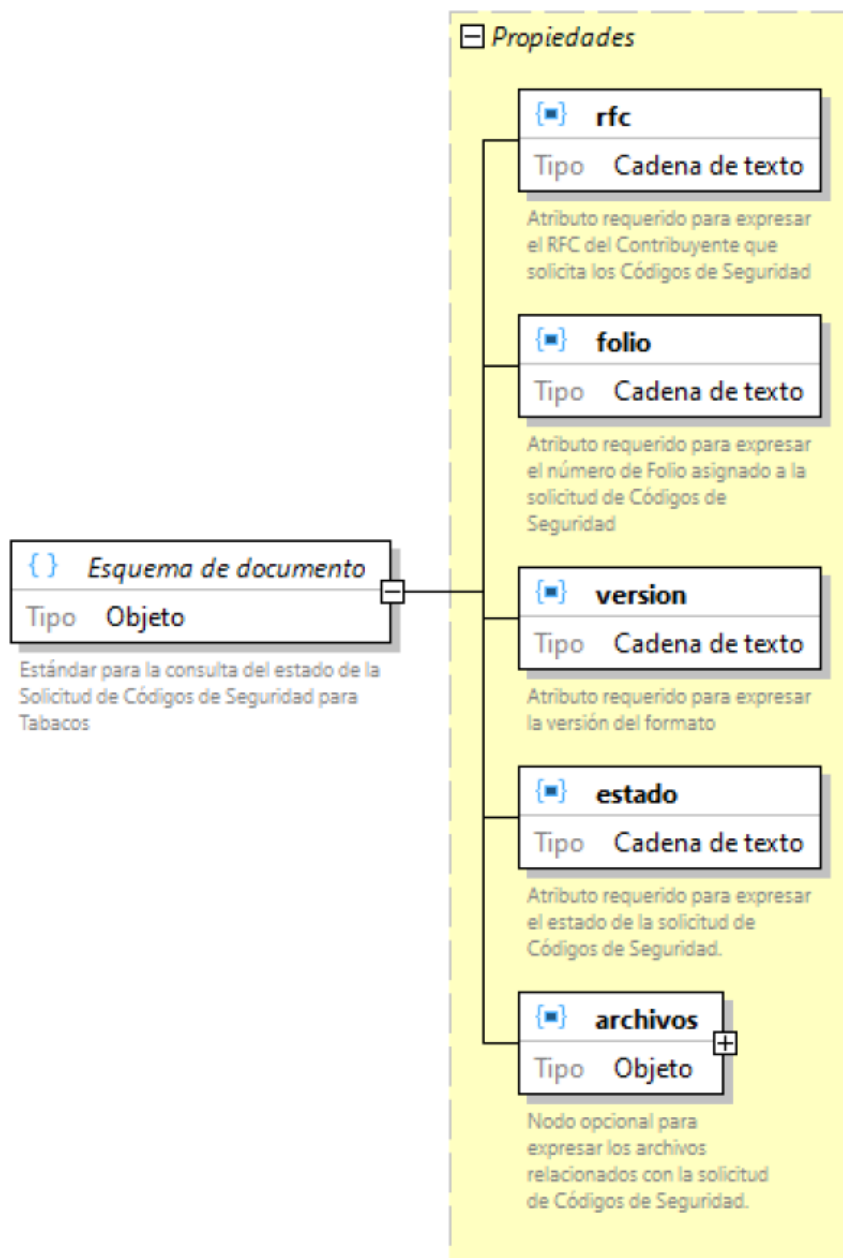 Propiedades
rfc
Tipo Cadena de texto
Atributo requerido para expresar
el RFC del Contribuyente que
solicita los Códigos de Seguridad
folio
Tipo Cadena de texto
Atributo requerido para expresar
el número de Folio asignado a la
solicitud de Códigos de
Seguridad
Esquema de documento
Tipo Objeto
Estándar para la consulta del estado de la
Solicitud de Códigos de Seguridad para
Tabacos
version
Tipo Cadena de texto
Atributo requerido para expresar
la versión del formato
estado
Tipo Cadena de texto
Atributo requerido para expresar
el estado de la solicitud de
Códigos de Seguridad.
archivos
Tipo Objeto
Nodo opcional para
expresar los archivos
relacionados con la solicitud
de Códigos de Seguridad.